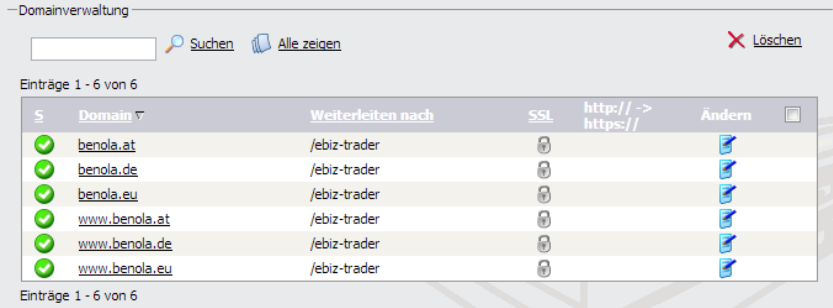 Domainverwaltung
Suchen Alle zeigen Löschen
Einträge 1 - 6 von 6
S Domain Weiterleiten nach SSL http:// -> https:// Ändern
benola.at /ebiz-trader
benola.de /ebiz-trader
benola.eu /ebiz-trader
www.benola.at /ebiz-trader
www.benola.de /ebiz-trader
www.benola.eu /ebiz-trader
Einträge 1 - 6 von 6